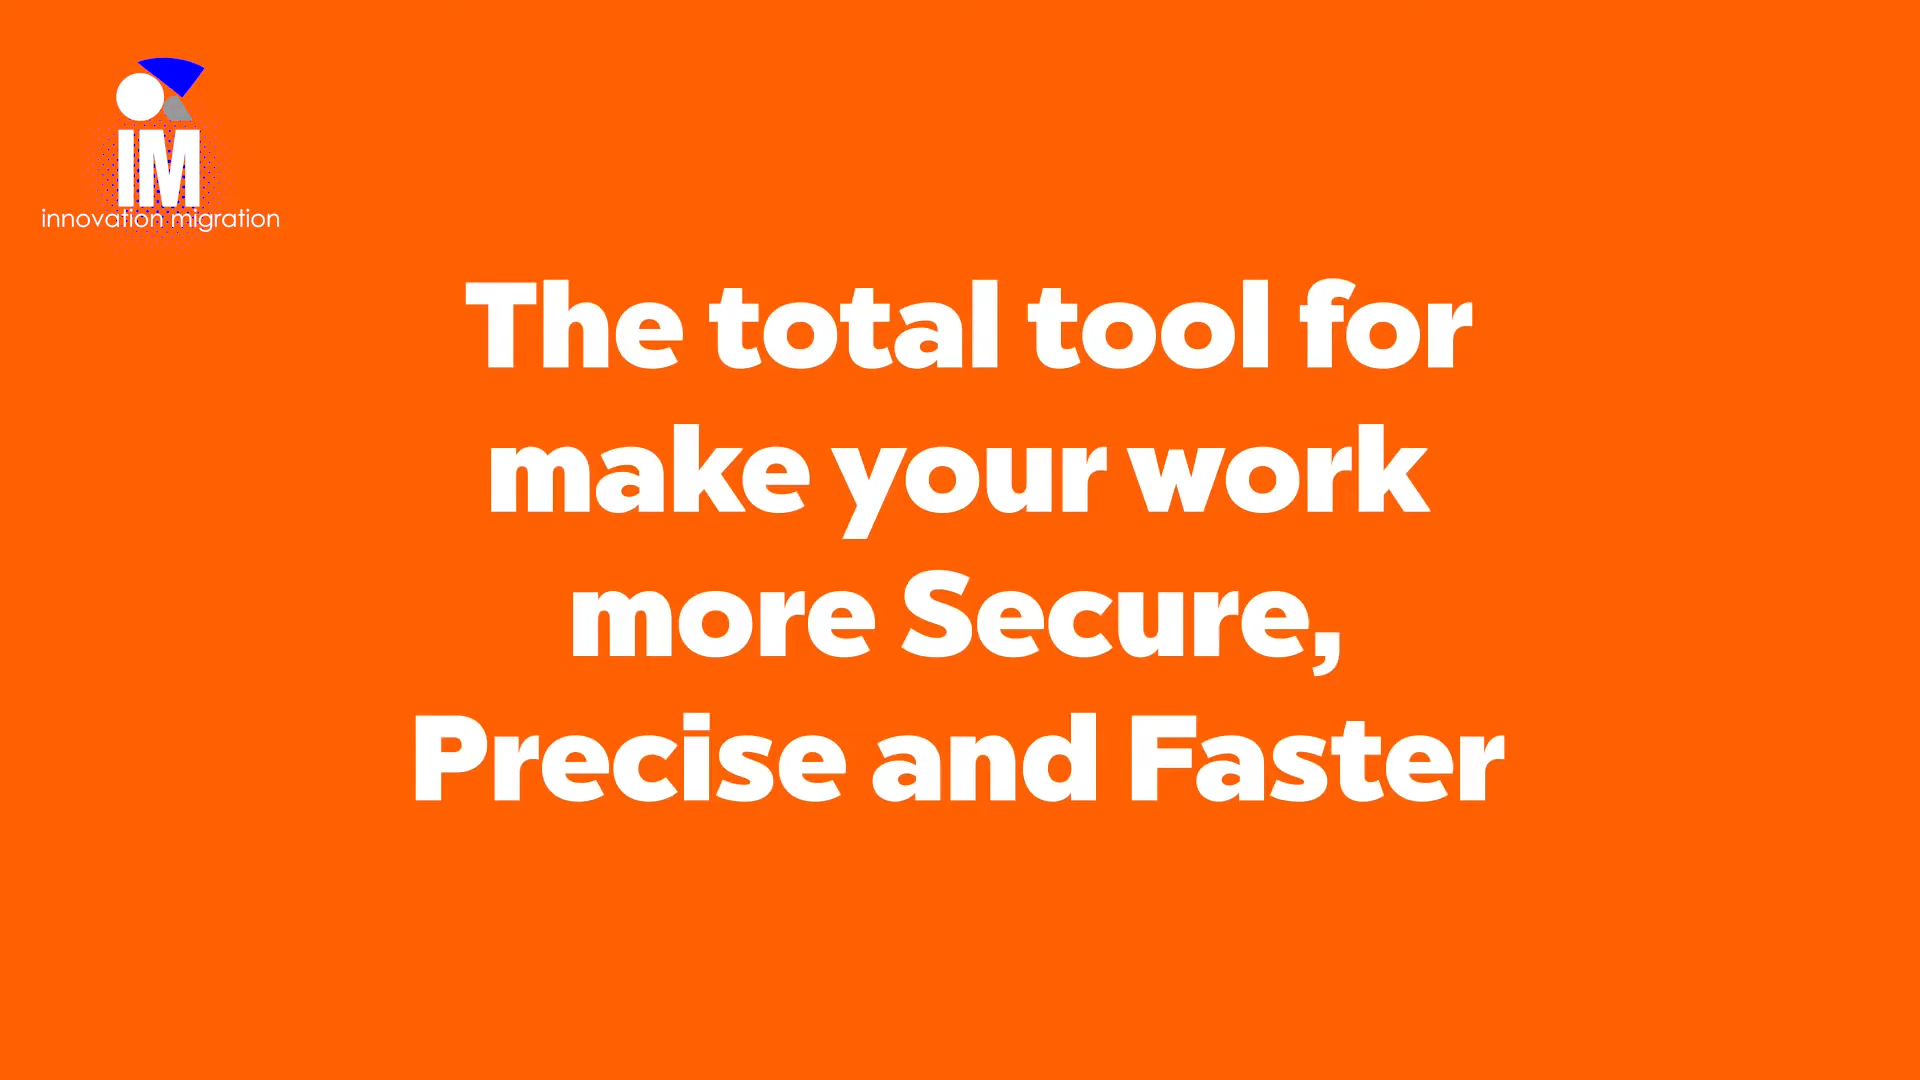 IM
innovation migration
The total tool for
make your work
more Secure,
Precise and Faster